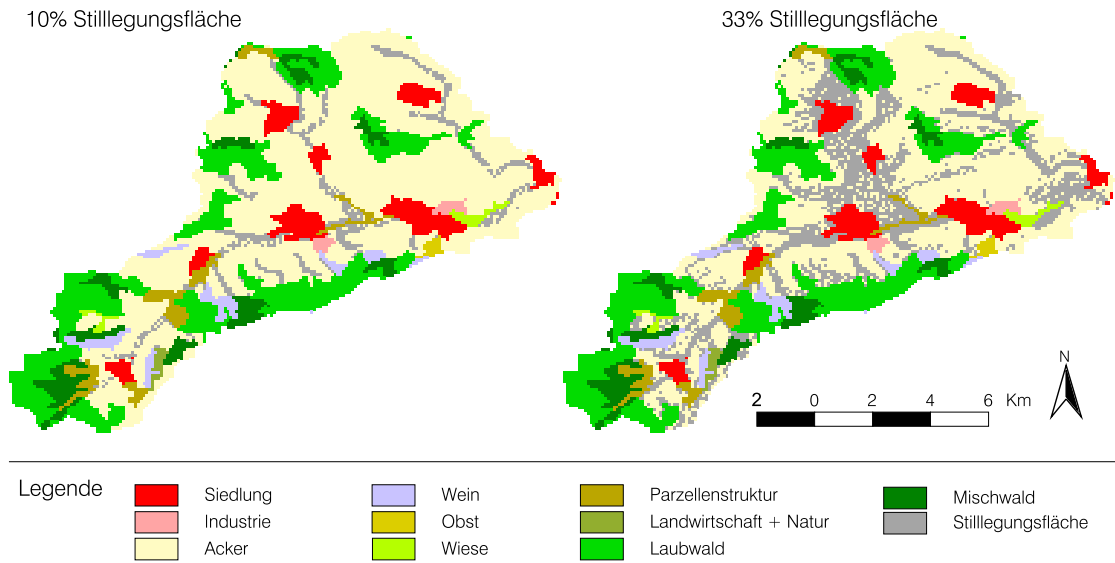 10% Stilllegungsfläche
33% Stilllegungsfläche
N
2 0 2 4 6 Km
Legende
Siedlung
Industrie
Acker
Wein
Obst
Wiese
Parzellenstruktur
Landwirtschaft + Natur
Laubwald
Mischwald
Stilllegungsfläche